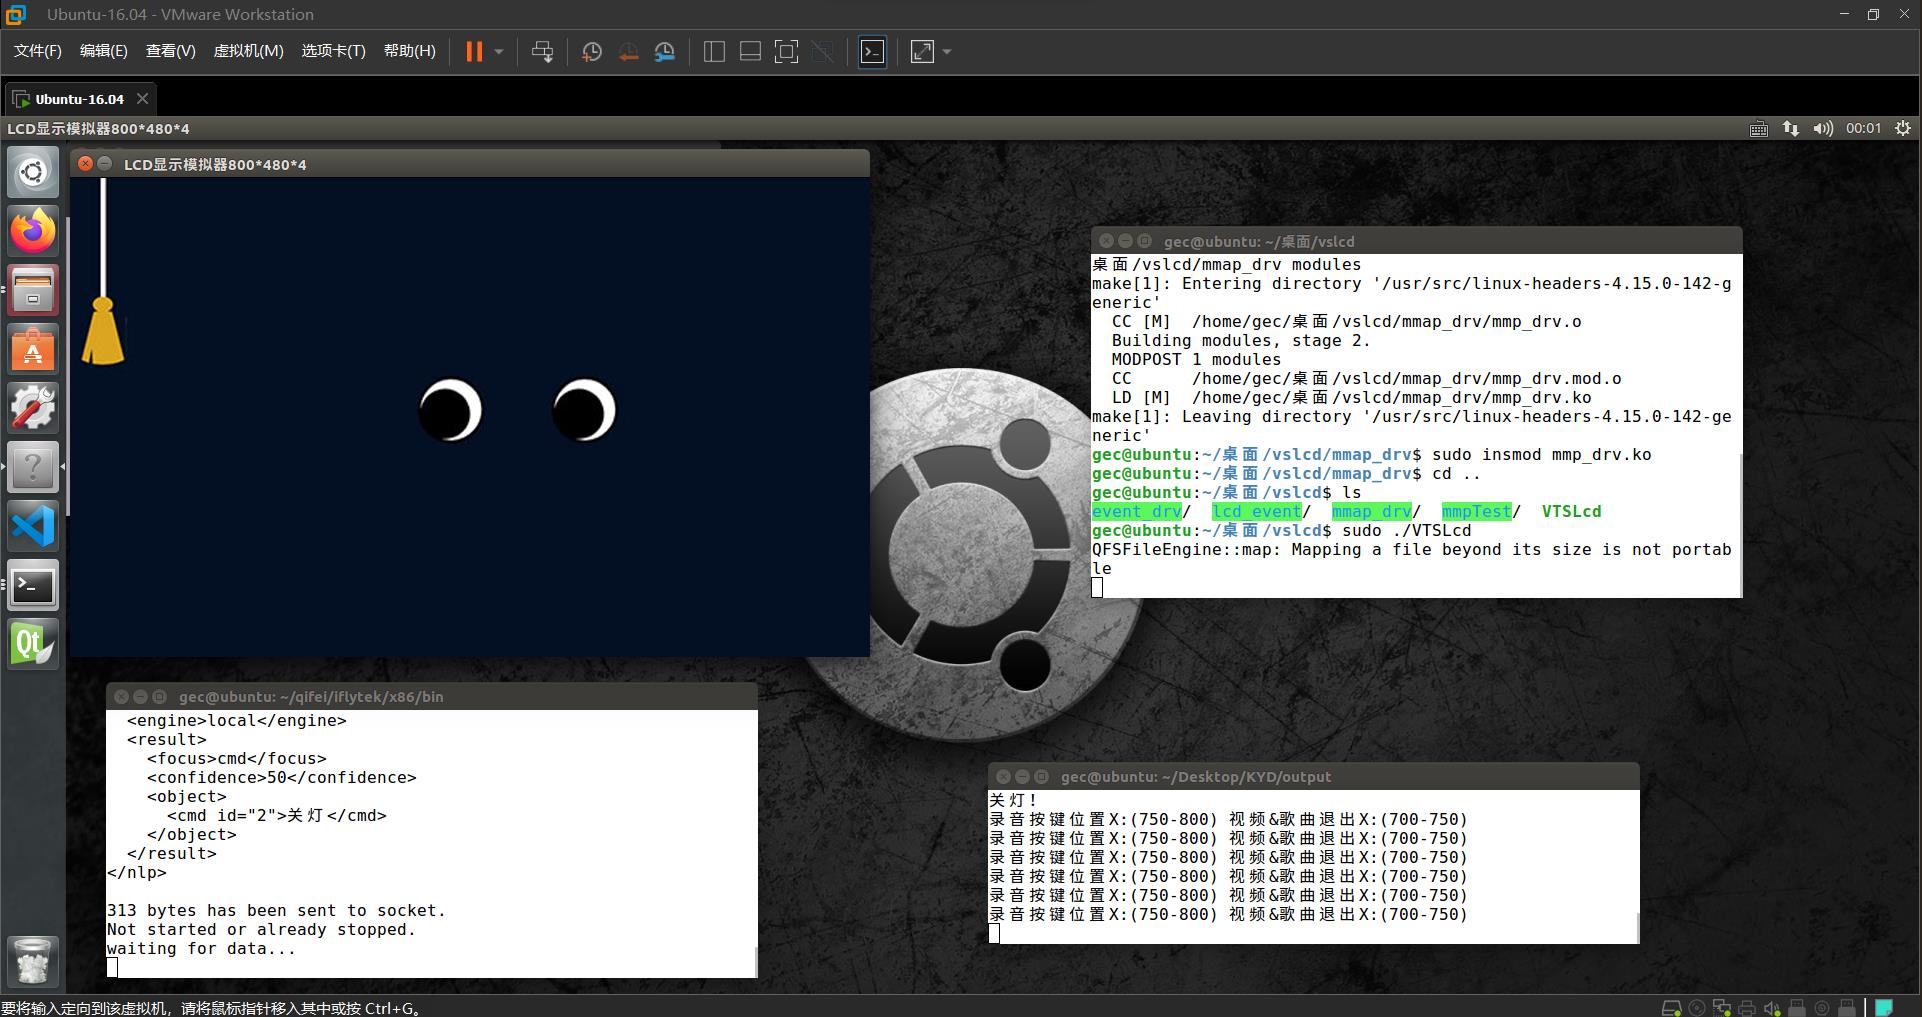 Ubuntu-16.04 - VMware Workstation
文件(F) 编辑(E) 查看(V) 虚拟机(M) 选项卡(T) 帮助(H)
Ubuntu-16.04
LCD显示模拟器800*480*4
00:01
LCD显示模拟器800*480*4
gec@ubuntu: ~/桌面/vslcd
桌面/vslcd/mmap_drv modules
make[1]: Entering directory '/usr/src/linux-headers-4.15.0-142-g
eneric'
CC [M]  /home/gec/桌面/vslcd/mmap_drv/mmp_drv.o
Building modules, stage 2.
MODPOST 1 modules
CC      /home/gec/桌面/vslcd/mmap_drv/mmp_drv.mod.o
LD [M]  /home/gec/桌面/vslcd/mmap_drv/mmp_drv.ko
make[1]: Leaving directory '/usr/src/linux-headers-4.15.0-142-ge
neric'
gec@ubuntu:~/桌面/vslcd/mmap_drv$ sudo insmod mmp_drv.ko
gec@ubuntu:~/桌面/vslcd/mmap_drv$ cd ..
gec@ubuntu:~/桌面/vslcd$ ls
event_drv/  lcd_event/  mmap_drv/  mmpTest/  VTSLcd
gec@ubuntu:~/桌面/vslcd$ sudo ./VTSLcd
QFSFileEngine::map: Mapping a file beyond its size is not portab
le
Qt
gec@ubuntu: ~/qifei/iflytek/x86/bin
<engine>local</engine>
<result>
<focus>cmd</focus>
<confidence>50</confidence>
<object>
<cmd id="2">关灯</cmd>
</object>
</result>
</nlp>
313 bytes has been sent to socket.
Not started or already stopped.
waiting for data...
gec@ubuntu: ~/Desktop/KYD/output
关灯!
录音按键位置X:(750-800) 视频&歌曲退出X:(700-750)
录音按键位置X:(750-800) 视频&歌曲退出X:(700-750)
录音按键位置X:(750-800) 视频&歌曲退出X:(700-750)
录音按键位置X:(750-800) 视频&歌曲退出X:(700-750)
录音按键位置X:(750-800) 视频&歌曲退出X:(700-750)
录音按键位置X:(750-800) 视频&歌曲退出X:(700-750)
要将输入定向到该虚拟机，请将鼠标指针移入其中或按 Ctrl+G。